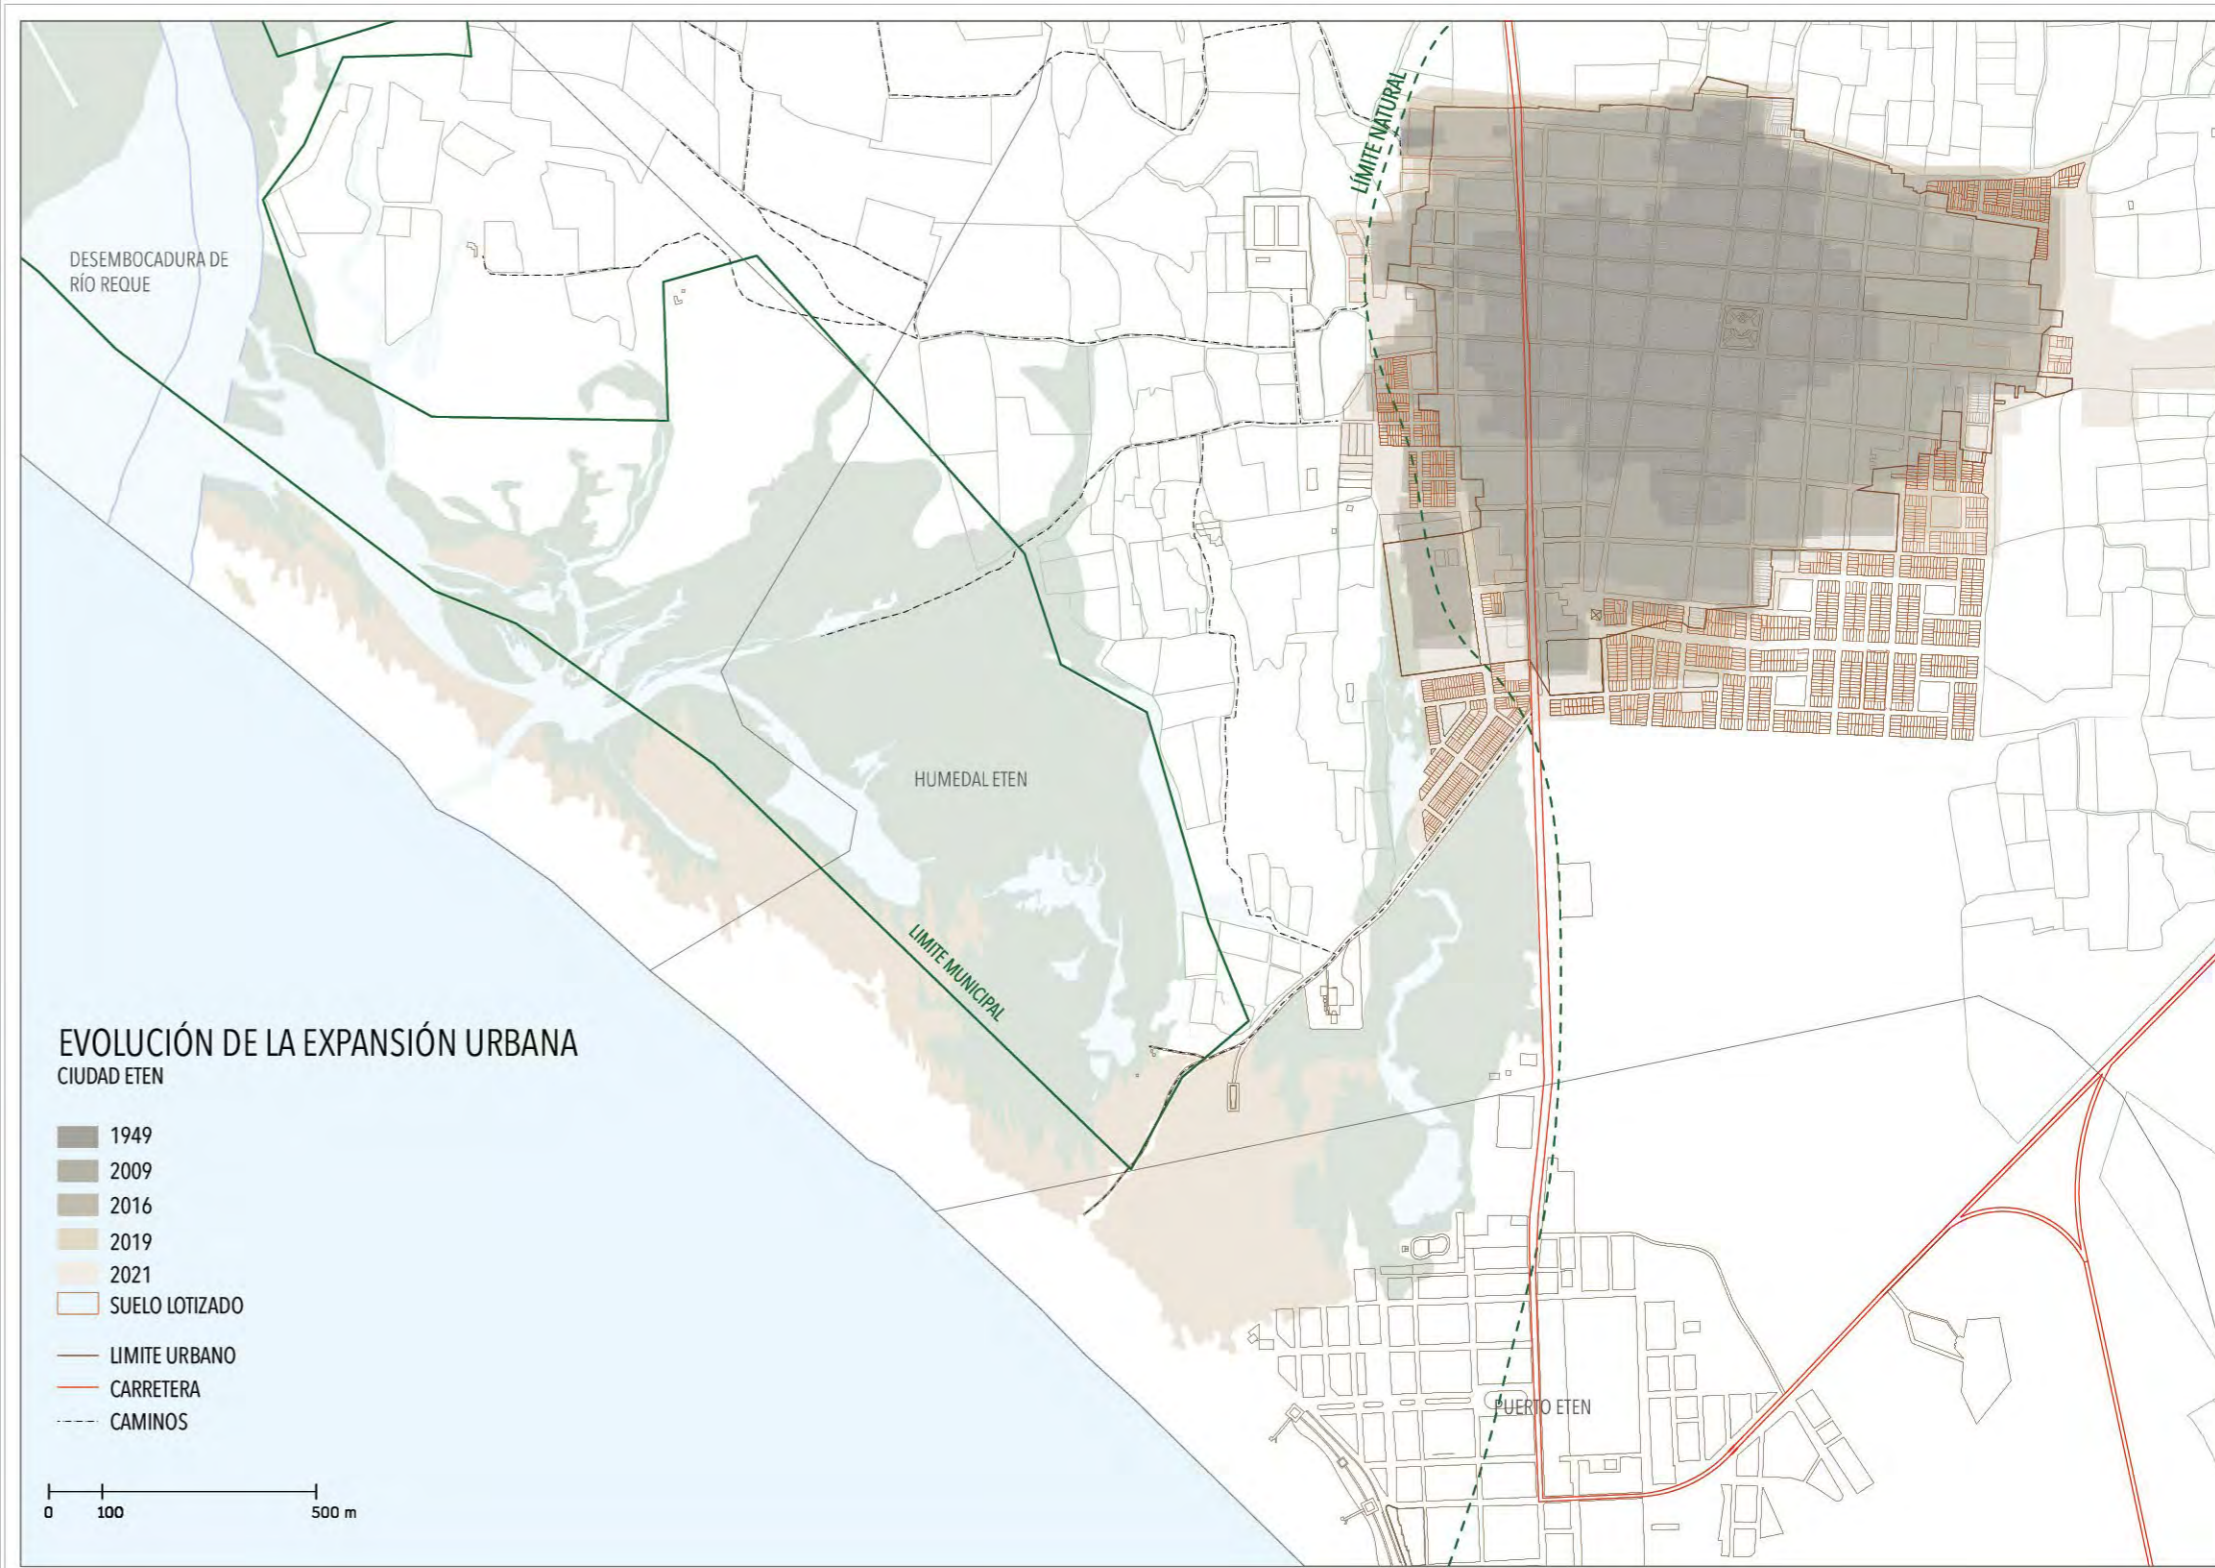 LÍMITE NATURAL
DESEMBOCADURA DE
RÍO REQUE
HUMEDAL ETEN
LIMITE MUNICIPAL
EVOLUCIÓN DE LA EXPANSIÓN URBANA
CIUDAD ETEN
1949
2009
2016
2019
2021
SUELO LOTIZADO
LIMITE URBANO
CARRETERA
CAMINOS
PUERTO ETEN
0 100 500 m